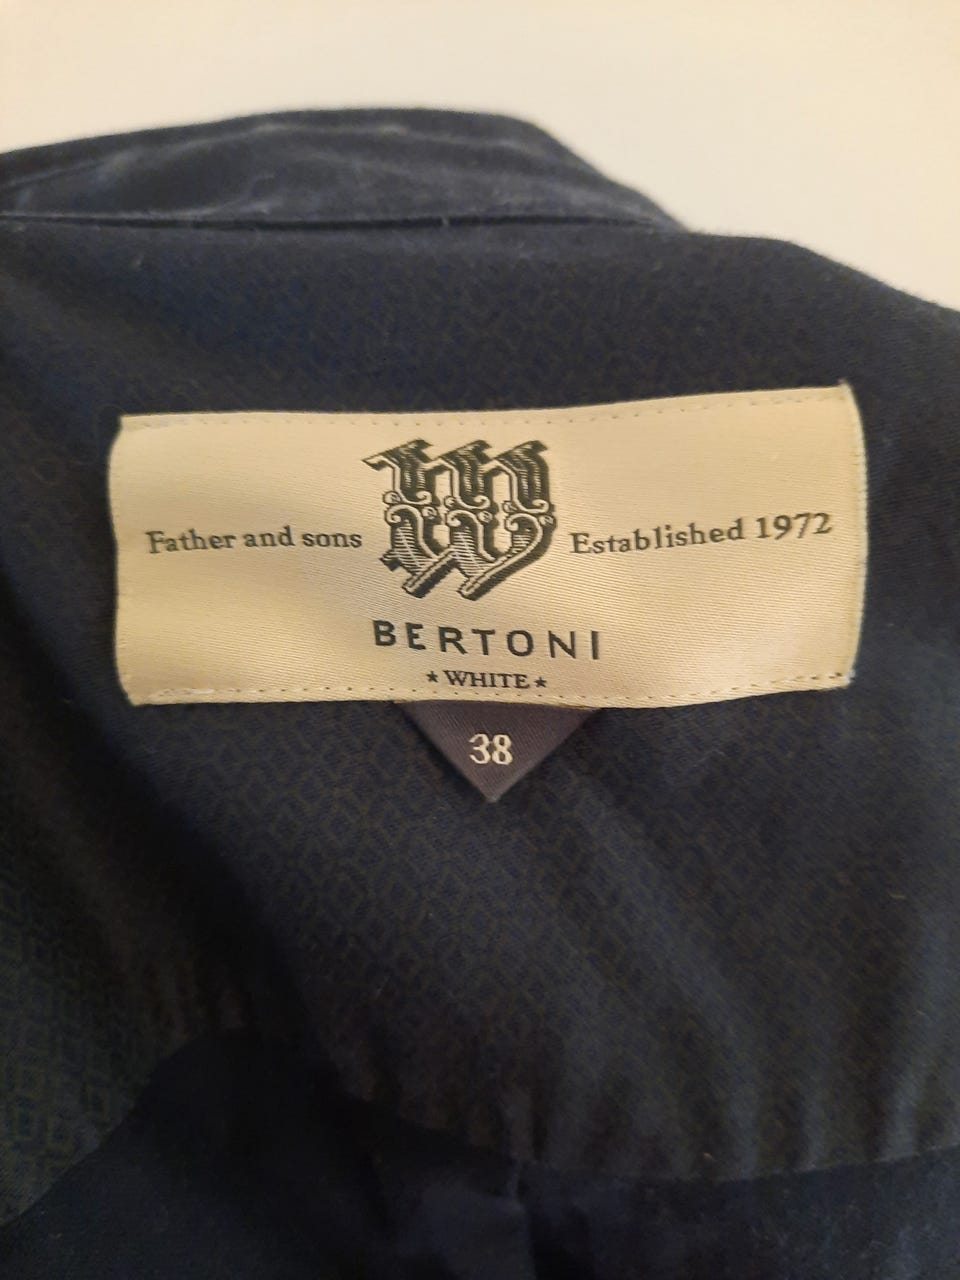 W
Father and sons Established 1972
BERTONI
★ WHITE ★
38